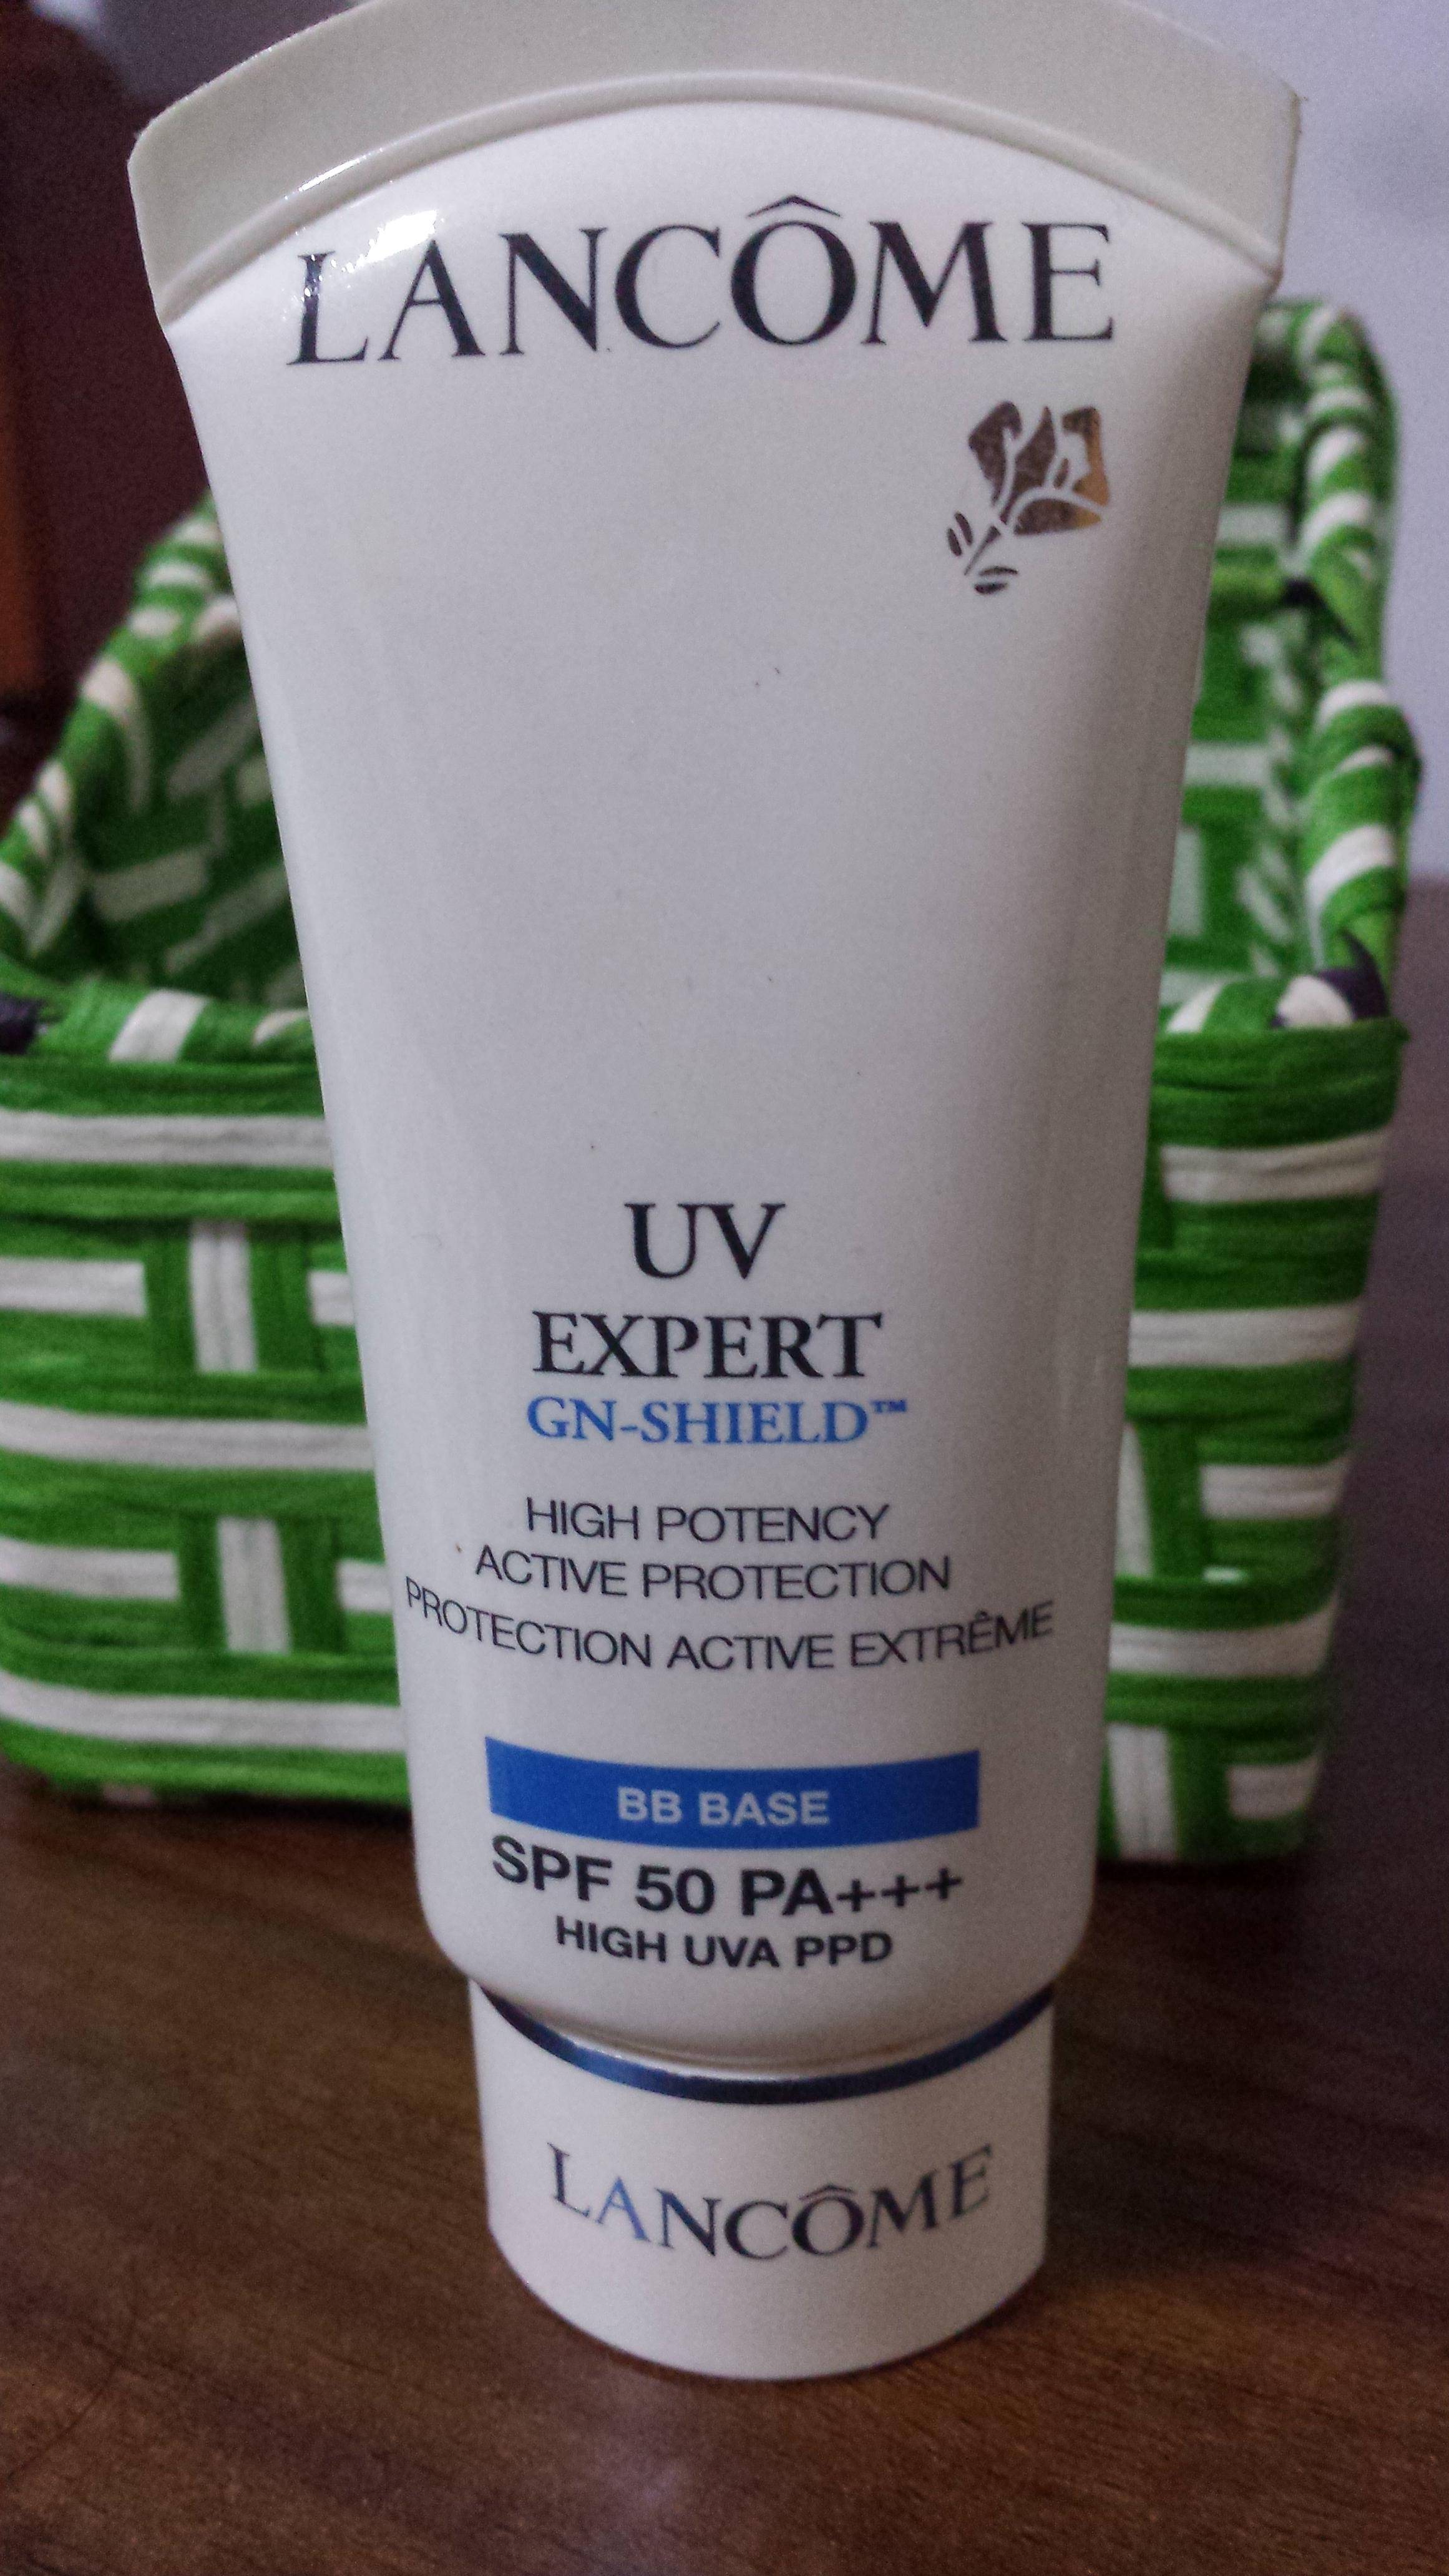 LANCÔME
UV
EXPERT
GN-SHIELD™
HIGH POTENCY
ACTIVE PROTECTION
PROTECTION ACTIVE EXTRÊME
BB BASE
SPF 50 PA+++
HIGH UVA PPD
LANCÔME